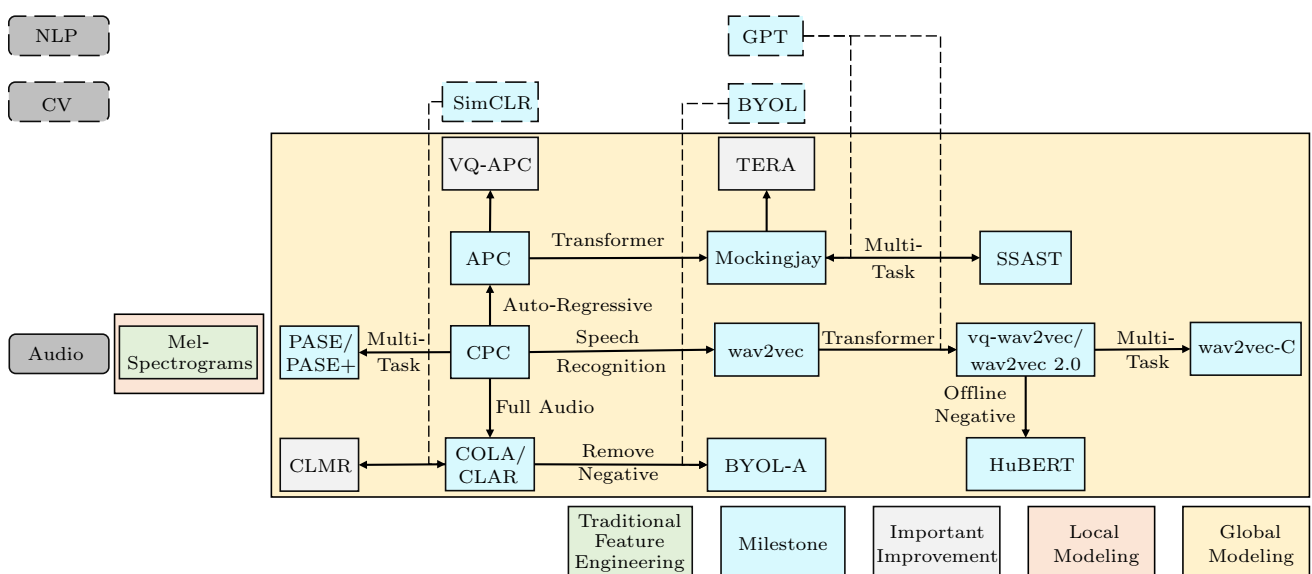 NLP
GPT
CV
SimCLR
BYOL
VQ-APC
TERA
APC
Transformer
Mockingjay
Multi-
Task
SSAST
Auto-Regressive
Audio
Mel-
Spectrograms
PASE/
PASE+
Multi-
Task
CPC
Speech
Recognition
wav2vec
Transformer
vq-wav2vec/
wav2vec 2.0
Multi-
Task
wav2vec-C
Full Audio
Offline
Negative
CLMR
COLA/
CLAR
Remove
Negative
BYOL-A
HuBERT
Traditional
Feature
Engineering
Milestone
Important
Improvement
Local
Modeling
Global
Modeling